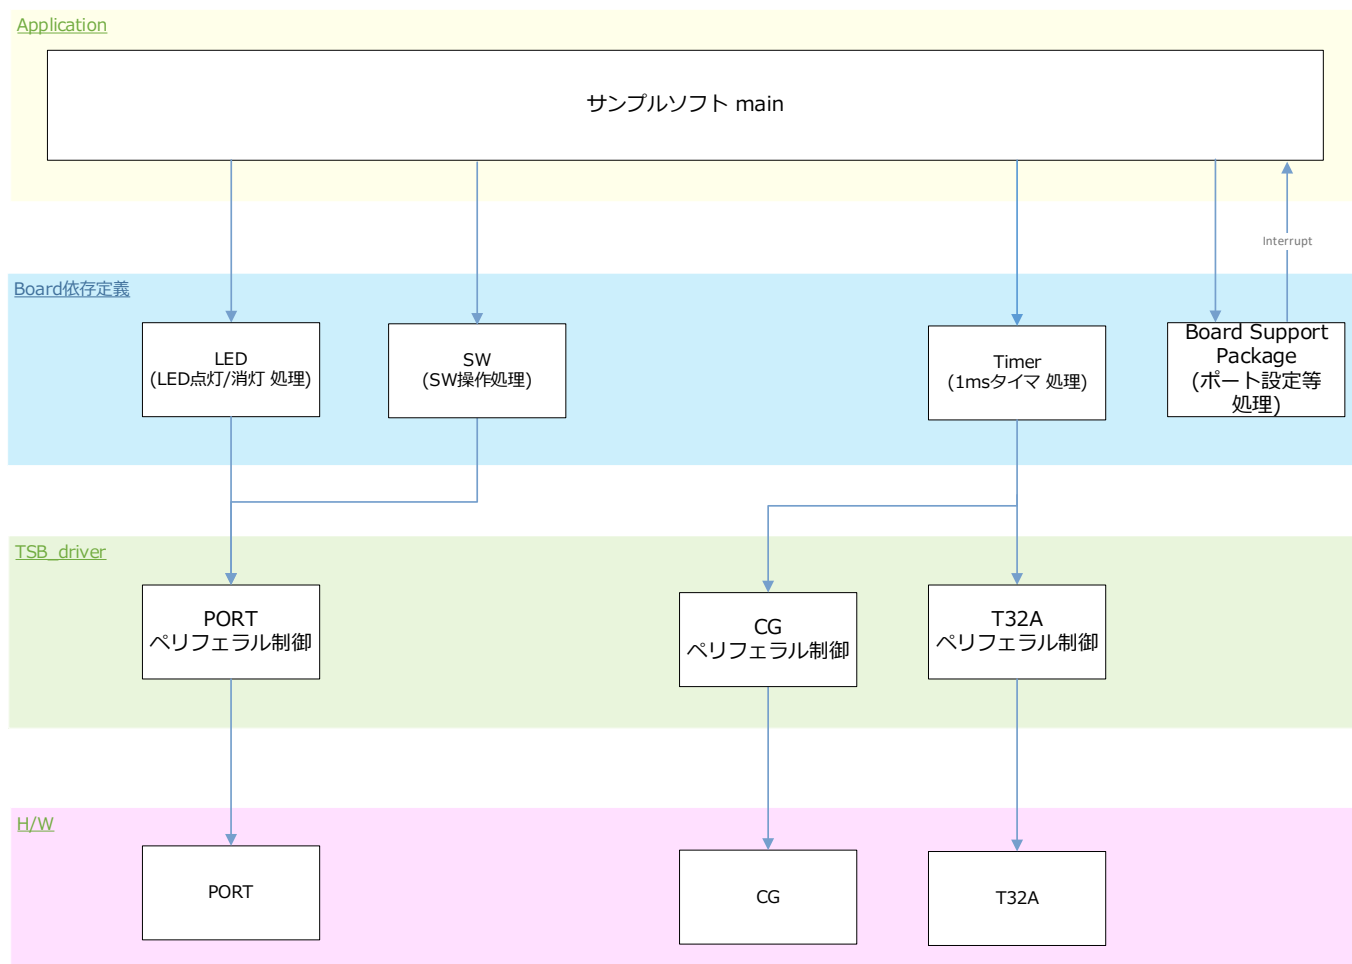 Application
サンプルソフト main
Interrupt
Board依存定義
LED
(LED点灯/消灯 処理)
SW
(SW操作処理)
Timer
(1msタイマ 処理)
Board Support
Package
(ポート設定等
処理)
TSB_driver
PORT
ペリフェラル制御
CG
ペリフェラル制御
T32A
ペリフェラル制御
H/W
PORT
CG
T32A